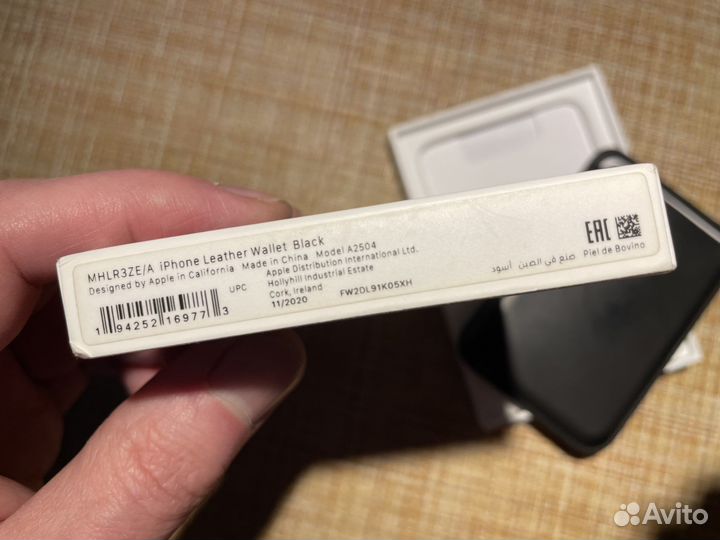 MHLR3ZE/A iPhone Leather Wallet Black
Designed by Apple in California Made in China Model A2504
UPC
Apple Distribution International Ltd.
Hollyhill Industrial Estate
Cork, Ireland
11/2020
FW2DL91K05XH
1 94252 16977 3
EAC
صنع في الصين أسود
Piel de Bovino
Avito